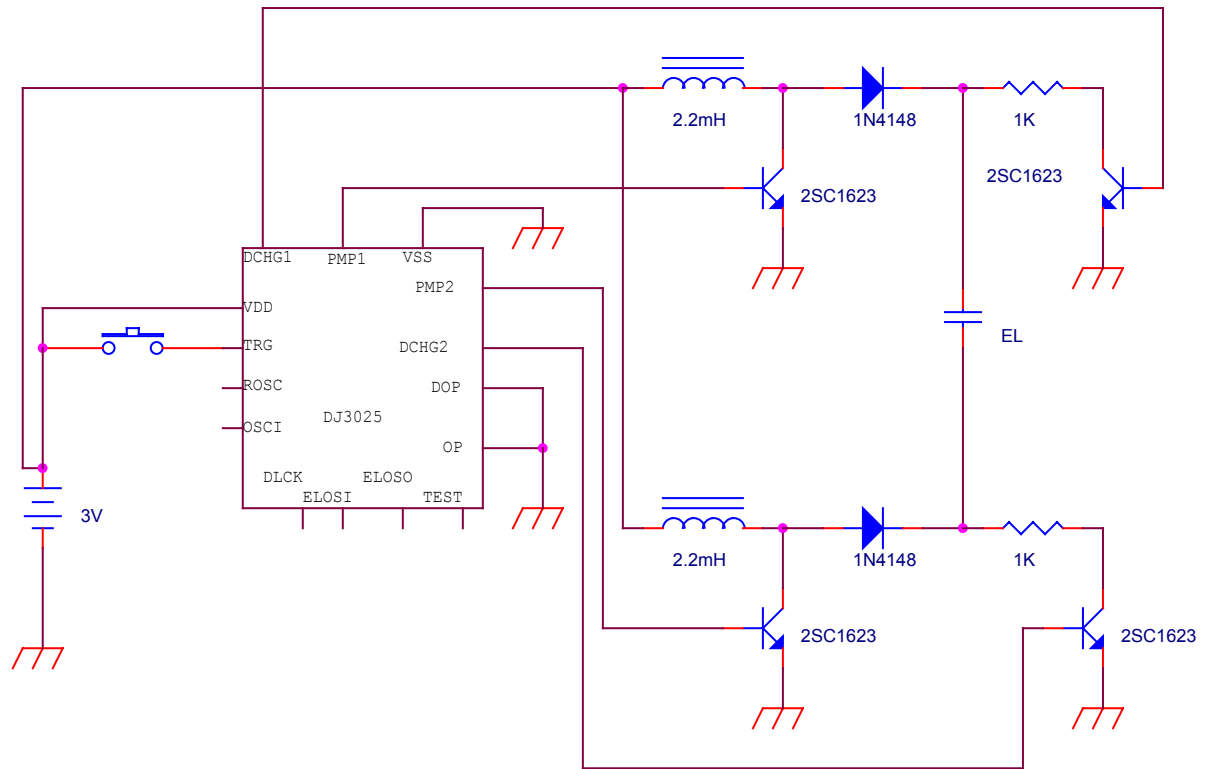 2.2mH
1N4148
1K
2SC1623
2SC1623
DCHG1
PMP1
VSS
PMP2
VDD
TRG
DCHG2
EL
ROSC
DOP
DJ3025
OSCI
OP
DLCK
ELOSO
ELOSI
TEST
3V
2.2mH
1N4148
1K
2SC1623
2SC1623